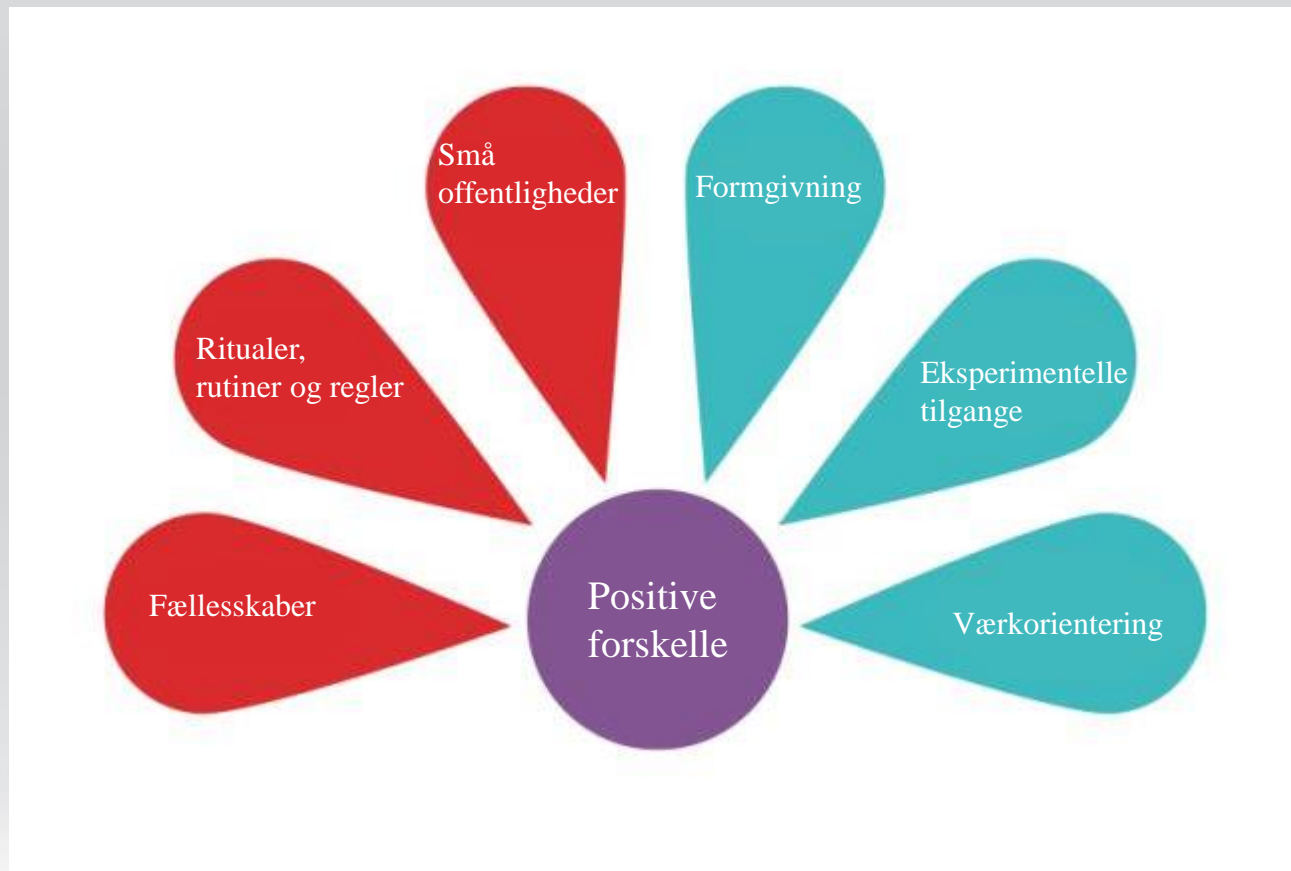 Små
offentligheder
Formgivning
Ritualer,
rutiner og regler
Eksperimentelle
tilgange
Fællesskaber
Positive
forskelle
Værkorientering